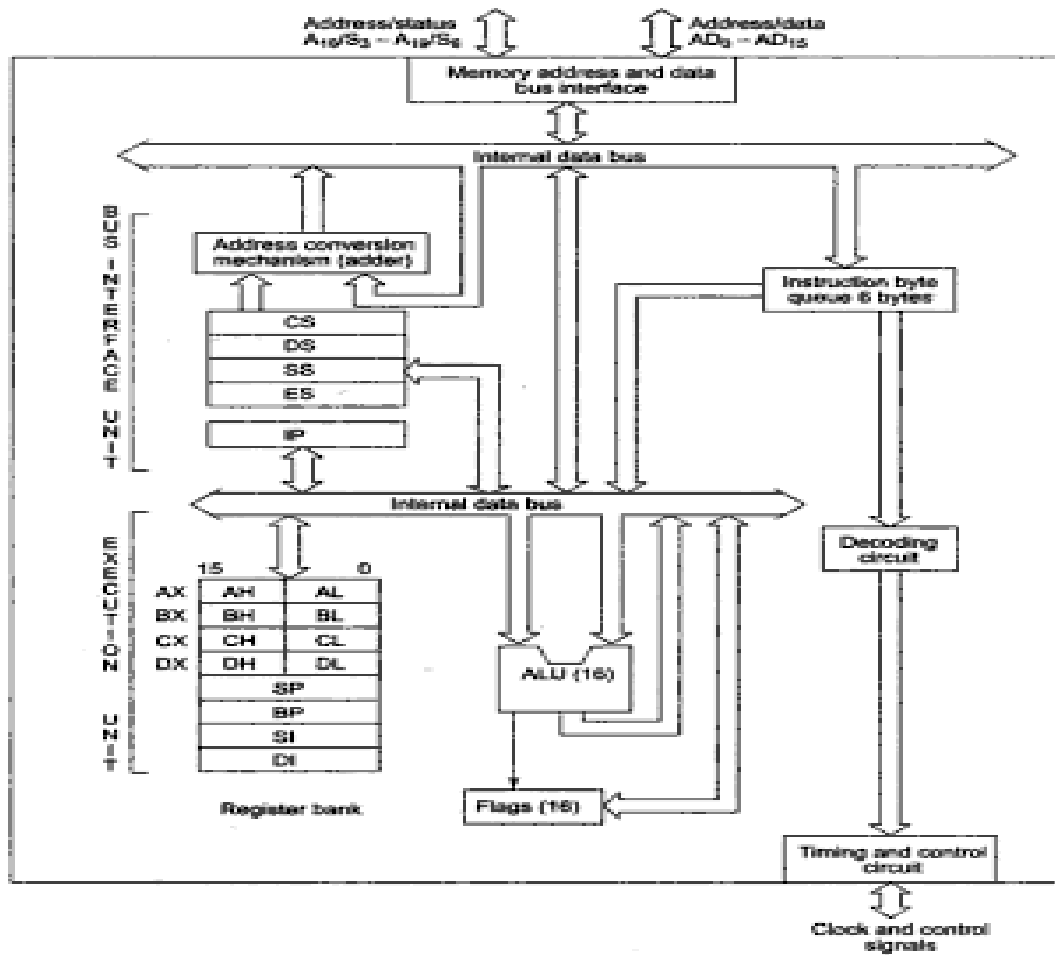 Address/status
A16/S3 – A19/S6
Address/data
AD0 – AD15
Memory address and data
bus interface
Internal data bus
BUS INTERFACE UNIT
Address conversion
mechanism (adder)
Instruction byte
queue 6 bytes
CS
DS
SS
ES
IP
Internal data bus
EXECUTION UNIT
Decoding
circuit
15 0
AX AH AL
BX BH BL
CX CH CL
DX DH DL
SP
BP
SI
DI
ALU (16)
Register bank
Flags (16)
Timing and control
circuit
Clock and control
signals